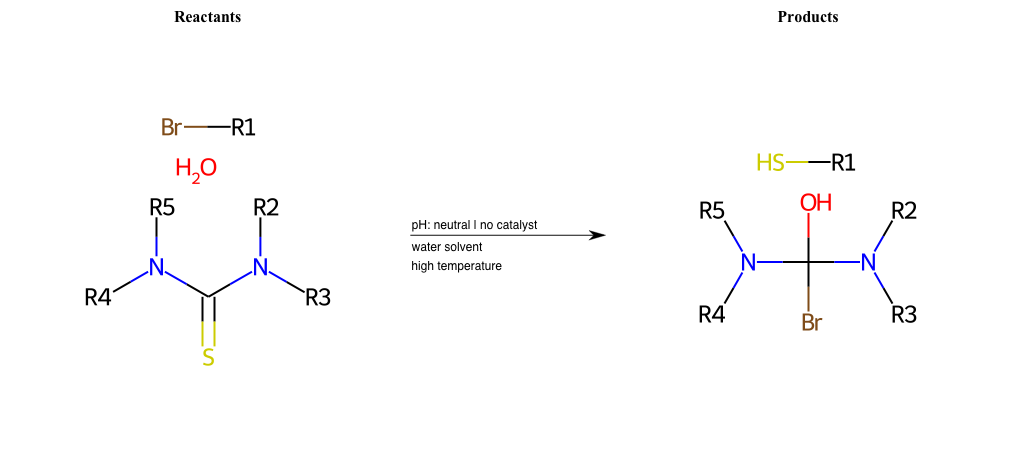 Reactants
Products
Br R1
H2O
R5 R2
N N
R4 R3
S
pH: neutral | no catalyst
water solvent
high temperature
HS R1
OH
R5 R2
N N
R4 R3
Br